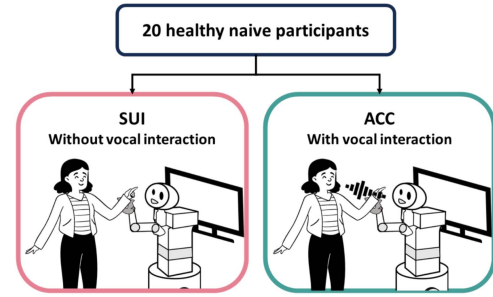 20 healthy naive participants
SUI
Without vocal interaction
ACC
With vocal interaction